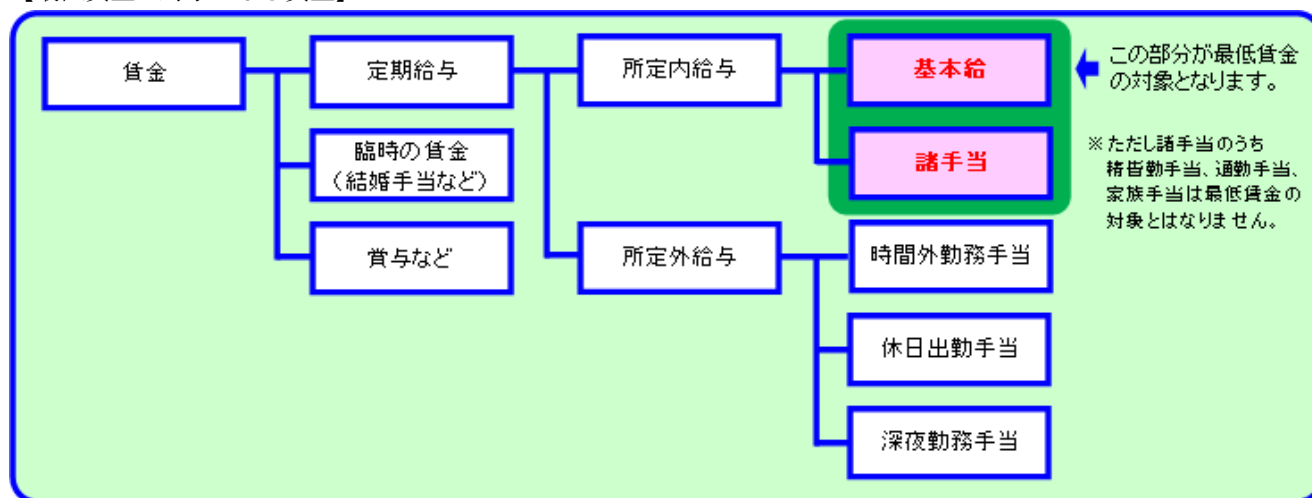 賃金
定期給与
所定内給与
基本給
この部分が最低賃金
の対象となります。
臨時の賃金
(結婚手当など)
諸手当
※ただし諸手当のうち
精皆勤手当、通勤手当、
家族手当は最低賃金の
対象とはなりません。
賞与など
所定外給与
時間外勤務手当
休日出勤手当
深夜勤務手当